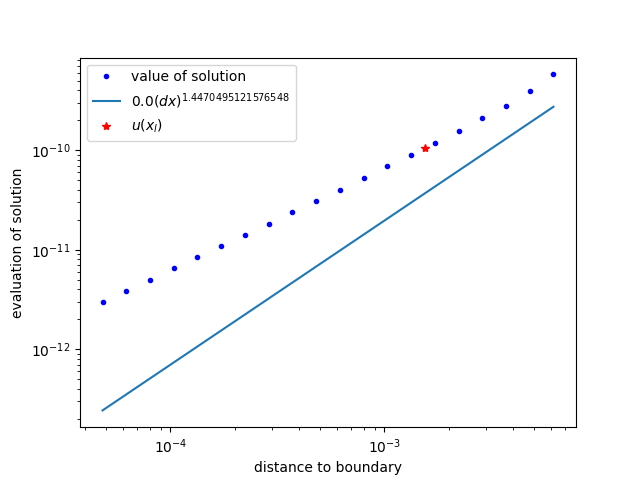 value of solution
0.0(dx)^1.4470495121576548
u(x_l)
evaluation of solution
10^-10
10^-11
10^-12
10^-4
10^-3
distance to boundary